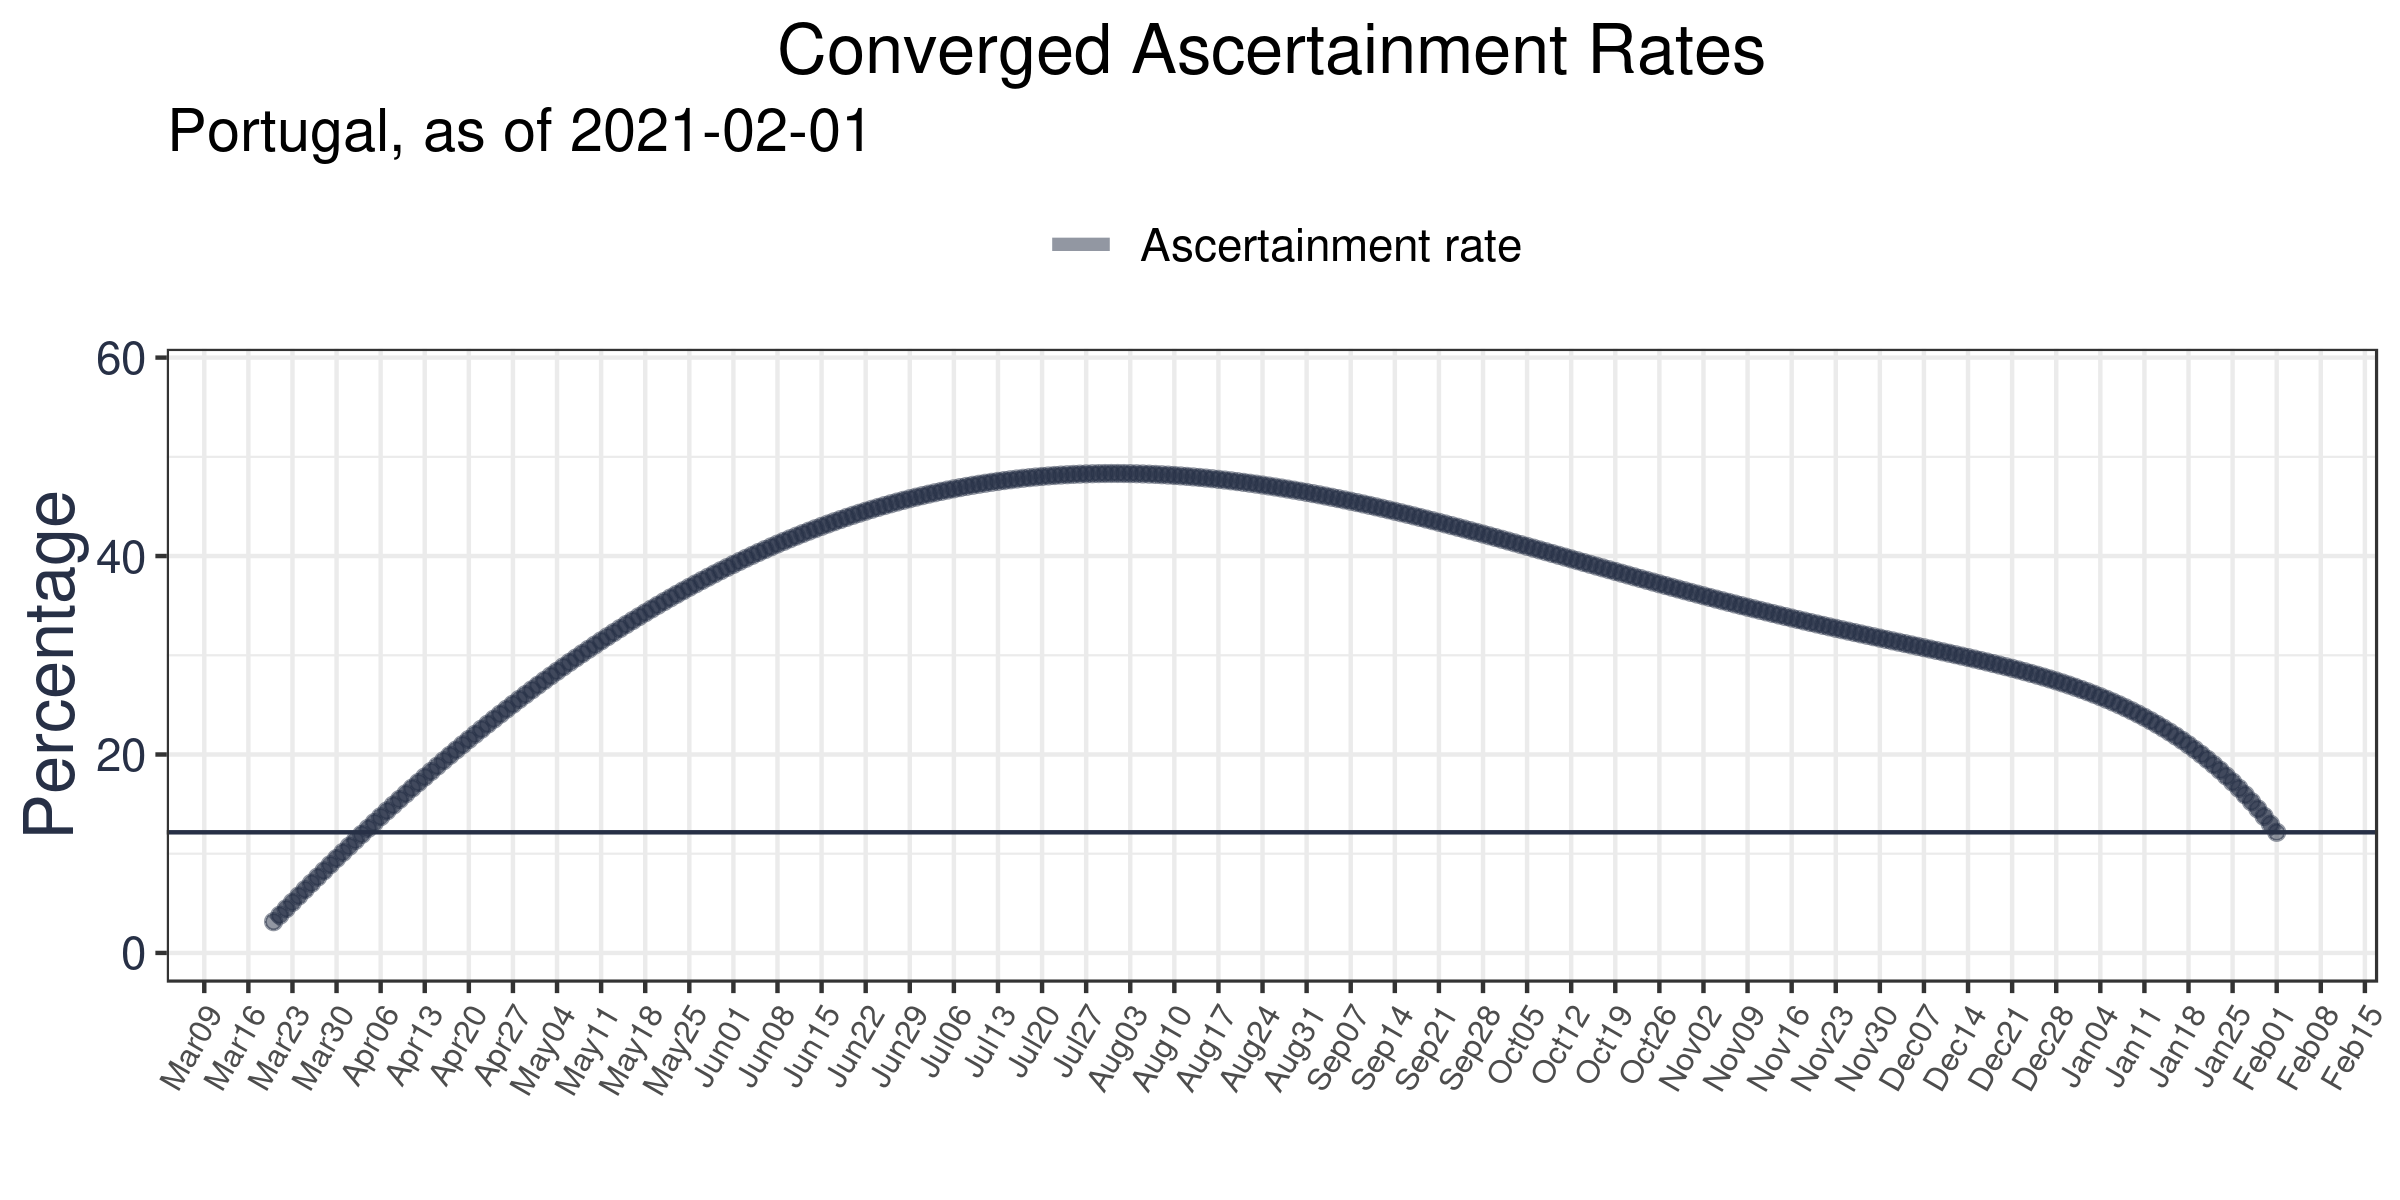 Converged Ascertainment Rates
Portugal, as of 2021-02-01
Ascertainment rate
Percentage
60
40
20
0
Mar09 Mar16 Mar23 Mar30 Apr06 Apr13 Apr20 Apr27 May04 May11 May18 May25 Jun01 Jun08 Jun15 Jun22 Jun29 Jul06 Jul13 Jul20 Jul27 Aug03 Aug10 Aug17 Aug24 Aug31 Sep07 Sep14 Sep21 Sep28 Oct05 Oct12 Oct19 Oct26 Nov02 Nov09 Nov16 Nov23 Nov30 Dec07 Dec14 Dec21 Dec28 Jan04 Jan11 Jan18 Jan25 Feb01 Feb08 Feb15